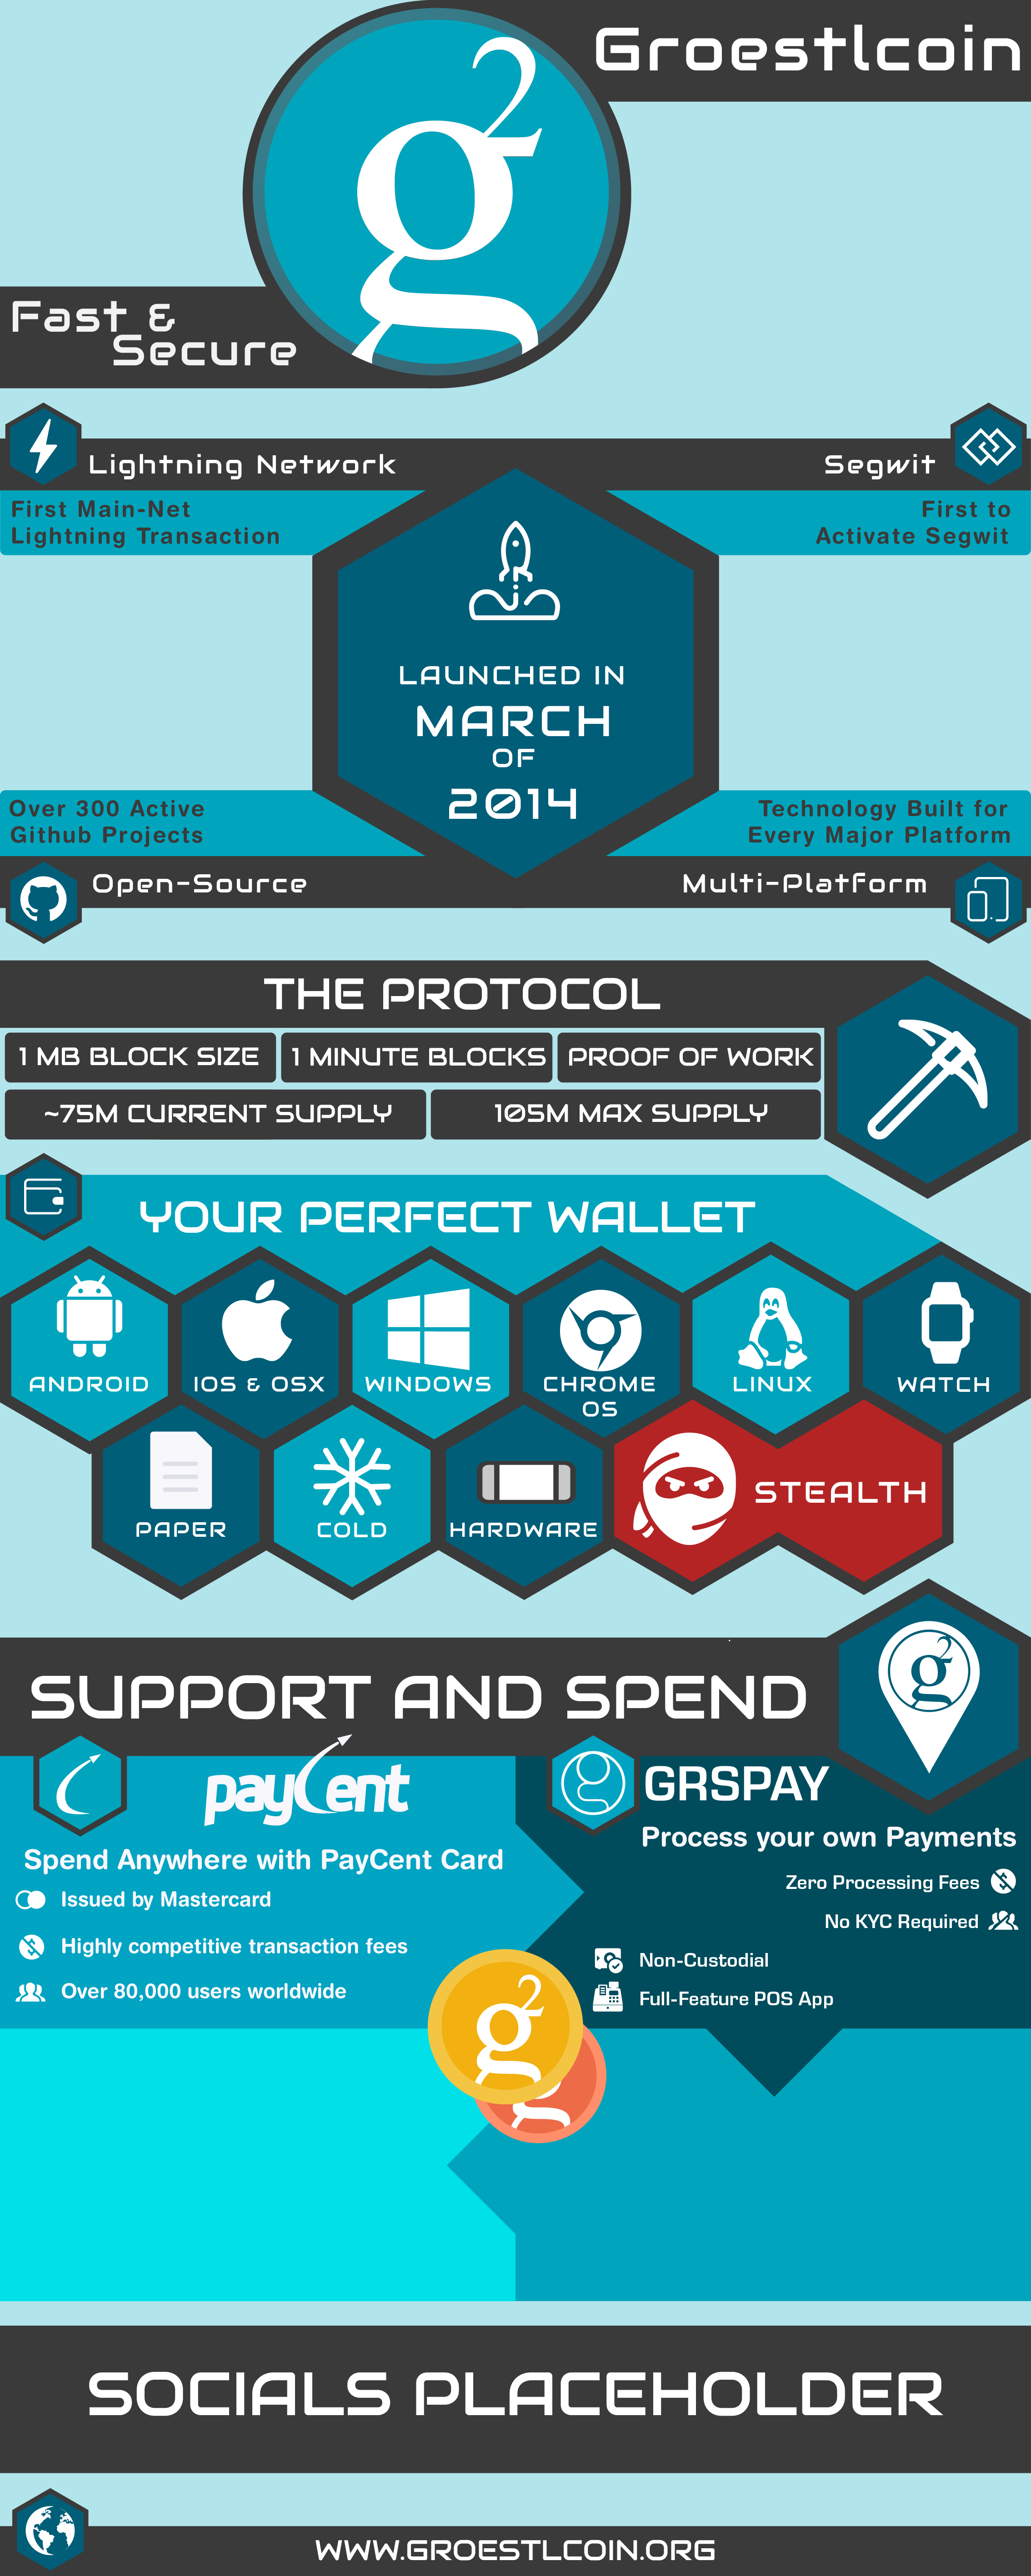 g2
Groestlcoin
Fast &
Secure
Lightning Network
Segwit
First Main-Net
Lightning Transaction
First to
Activate Segwit
LAUNCHED IN
MARCH
OF
2014
Over 300 Active
Github Projects
Technology Built for
Every Major Platform
Open-Source
Multi-Platform
THE PROTOCOL
1 MB BLOCK SIZE
1 MINUTE BLOCKS
PROOF OF WORK
~75M CURRENT SUPPLY
105M MAX SUPPLY
YOUR PERFECT WALLET
ANDROID
IOS & OSX
WINDOWS
CHROME
OS
LINUX
WATCH
PAPER
COLD
HARDWARE
STEALTH
SUPPORT AND SPEND
g2
payCent
Spend Anywhere with PayCent Card
Issued by Mastercard
Highly competitive transaction fees
Over 80,000 users worldwide
g
GRSPAY
Process your own Payments
Zero Processing Fees
No KYC Required
Non-Custodial
Full-Feature POS App
g2
g
SOCIALS PLACEHOLDER
WWW.GROESTLCOIN.ORG